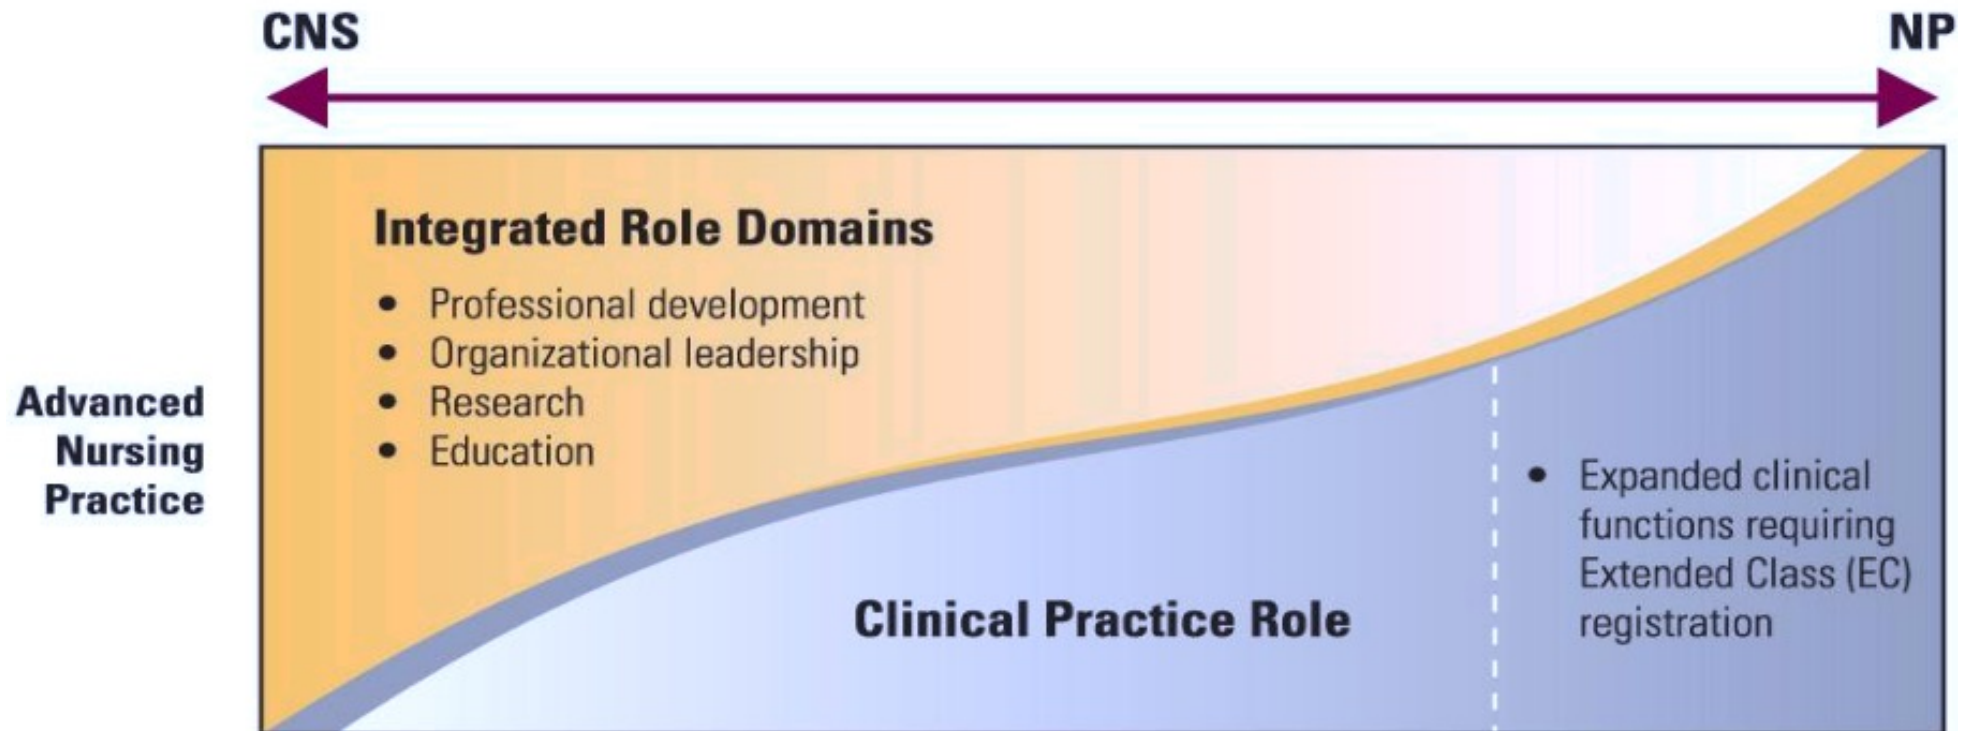 CNS
NP
Integrated Role Domains
• Professional development
• Organizational leadership
• Research
• Education
Advanced
Nursing
Practice
Clinical Practice Role
• Expanded clinical
functions requiring
Extended Class (EC)
registration